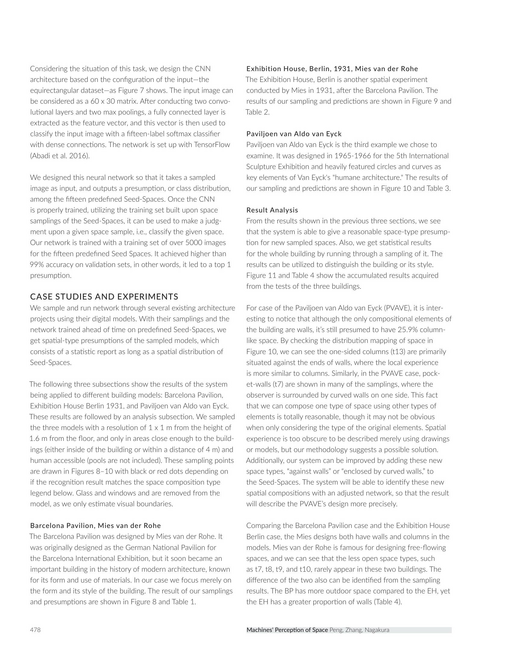 Considering the situation of this task, we design the CNN
architecture based on the configuration of the input—the
equirectangular dataset—as Figure 7 shows. The input image can
be considered as a 60 x 30 matrix. After conducting two convo-
lutional layers and two max poolings, a fully connected layer is
extracted as the feature vector, and this vector is then used to
classify the input image with a fifteen-label softmax classifier
with dense connections. The network is set up with TensorFlow
(Abadi et al. 2016).
We designed this neural network so that it takes a sampled
image as input, and outputs a presumption, or class distribution,
among the fifteen predefined Seed-Spaces. Once the CNN
is properly trained, utilizing the training set built upon space
samplings of the Seed-Spaces, it can be used to make a judg-
ment upon a given space sample, i.e., classify the given space.
Our network is trained with a training set of over 5000 images
for the fifteen predefined Seed Spaces. It achieved higher than
99% accuracy on validation sets, in other words, it led to a top 1
presumption.
CASE STUDIES AND EXPERIMENTS
We sample and run network through several existing architecture
projects using their digital models. With their samplings and the
network trained ahead of time on predefined Seed-Spaces, we
get spatial-type presumptions of the sampled models, which
consists of a statistic report as long as a spatial distribution of
Seed-Spaces.
The following three subsections show the results of the system
being applied to different building models: Barcelona Pavilion,
Exhibition House Berlin 1931, and Paviljoen van Aldo van Eyck.
These results are followed by an analysis subsection. We sampled
the three models with a resolution of 1 x 1 m from the height of
1.6 m from the floor, and only in areas close enough to the build-
ings (either inside of the building or within a distance of 4 m) and
human accessible (pools are not included). These sampling points
are drawn in Figures 8–10 with black or red dots depending on
if the recognition result matches the space composition type
legend below. Glass and windows and are removed from the
model, as we only estimate visual boundaries.
Barcelona Pavilion, Mies van der Rohe
The Barcelona Pavilion was designed by Mies van der Rohe. It
was originally designed as the German National Pavilion for
the Barcelona International Exhibition, but it soon became an
important building in the history of modern architecture, known
for its form and use of materials. In our case we focus merely on
the form and its style of the building. The result of our samplings
and presumptions are shown in Figure 8 and Table 1.
Exhibition House, Berlin, 1931, Mies van der Rohe
The Exhibition House, Berlin is another spatial experiment
conducted by Mies in 1931, after the Barcelona Pavilion. The
results of our sampling and predictions are shown in Figure 9 and
Table 2.
Paviljoen van Aldo van Eyck
Paviljoen van Aldo van Eyck is the third example we chose to
examine. It was designed in 1965-1966 for the 5th International
Sculpture Exhibition and heavily featured circles and curves as
key elements of Van Eyck's "humane architecture." The results of
our sampling and predictions are shown in Figure 10 and Table 3.
Result Analysis
From the results shown in the previous three sections, we see
that the system is able to give a reasonable space-type presump-
tion for new sampled spaces. Also, we get statistical results
for the whole building by running through a sampling of it. The
results can be utilized to distinguish the building or its style.
Figure 11 and Table 4 show the accumulated results acquired
from the tests of the three buildings.
For case of the Paviljoen van Aldo van Eyck (PVAVE), it is inter-
esting to notice that although the only compositional elements of
the building are walls, it's still presumed to have 25.9% column-
like space. By checking the distribution mapping of space in
Figure 10, we can see the one-sided columns (t13) are primarily
situated against the ends of walls, where the local experience
is more similar to columns. Similarly, in the PVAVE case, pock-
et-walls (t7) are shown in many of the samplings, where the
observer is surrounded by curved walls on one side. This fact
that we can compose one type of space using other types of
elements is totally reasonable, though it may not be obvious
when only considering the type of the original elements. Spatial
experience is too obscure to be described merely using drawings
or models, but our methodology suggests a possible solution.
Additionally, our system can be improved by adding these new
space types, "against walls" or "enclosed by curved walls," to
the Seed-Spaces. The system will be able to identify these new
spatial compositions with an adjusted network, so that the result
will describe the PVAVE's design more precisely.
Comparing the Barcelona Pavilion case and the Exhibition House
Berlin case, the Mies designs both have walls and columns in the
models. Mies van der Rohe is famous for designing free-flowing
spaces, and we can see that the less open space types, such
as t7, t8, t9, and t10, rarely appear in these two buildings. The
difference of the two also can be identified from the sampling
results. The BP has more outdoor space compared to the EH, yet
the EH has a greater proportion of walls (Table 4).
478
Machines' Perception of Space Peng, Zhang, Nagakura